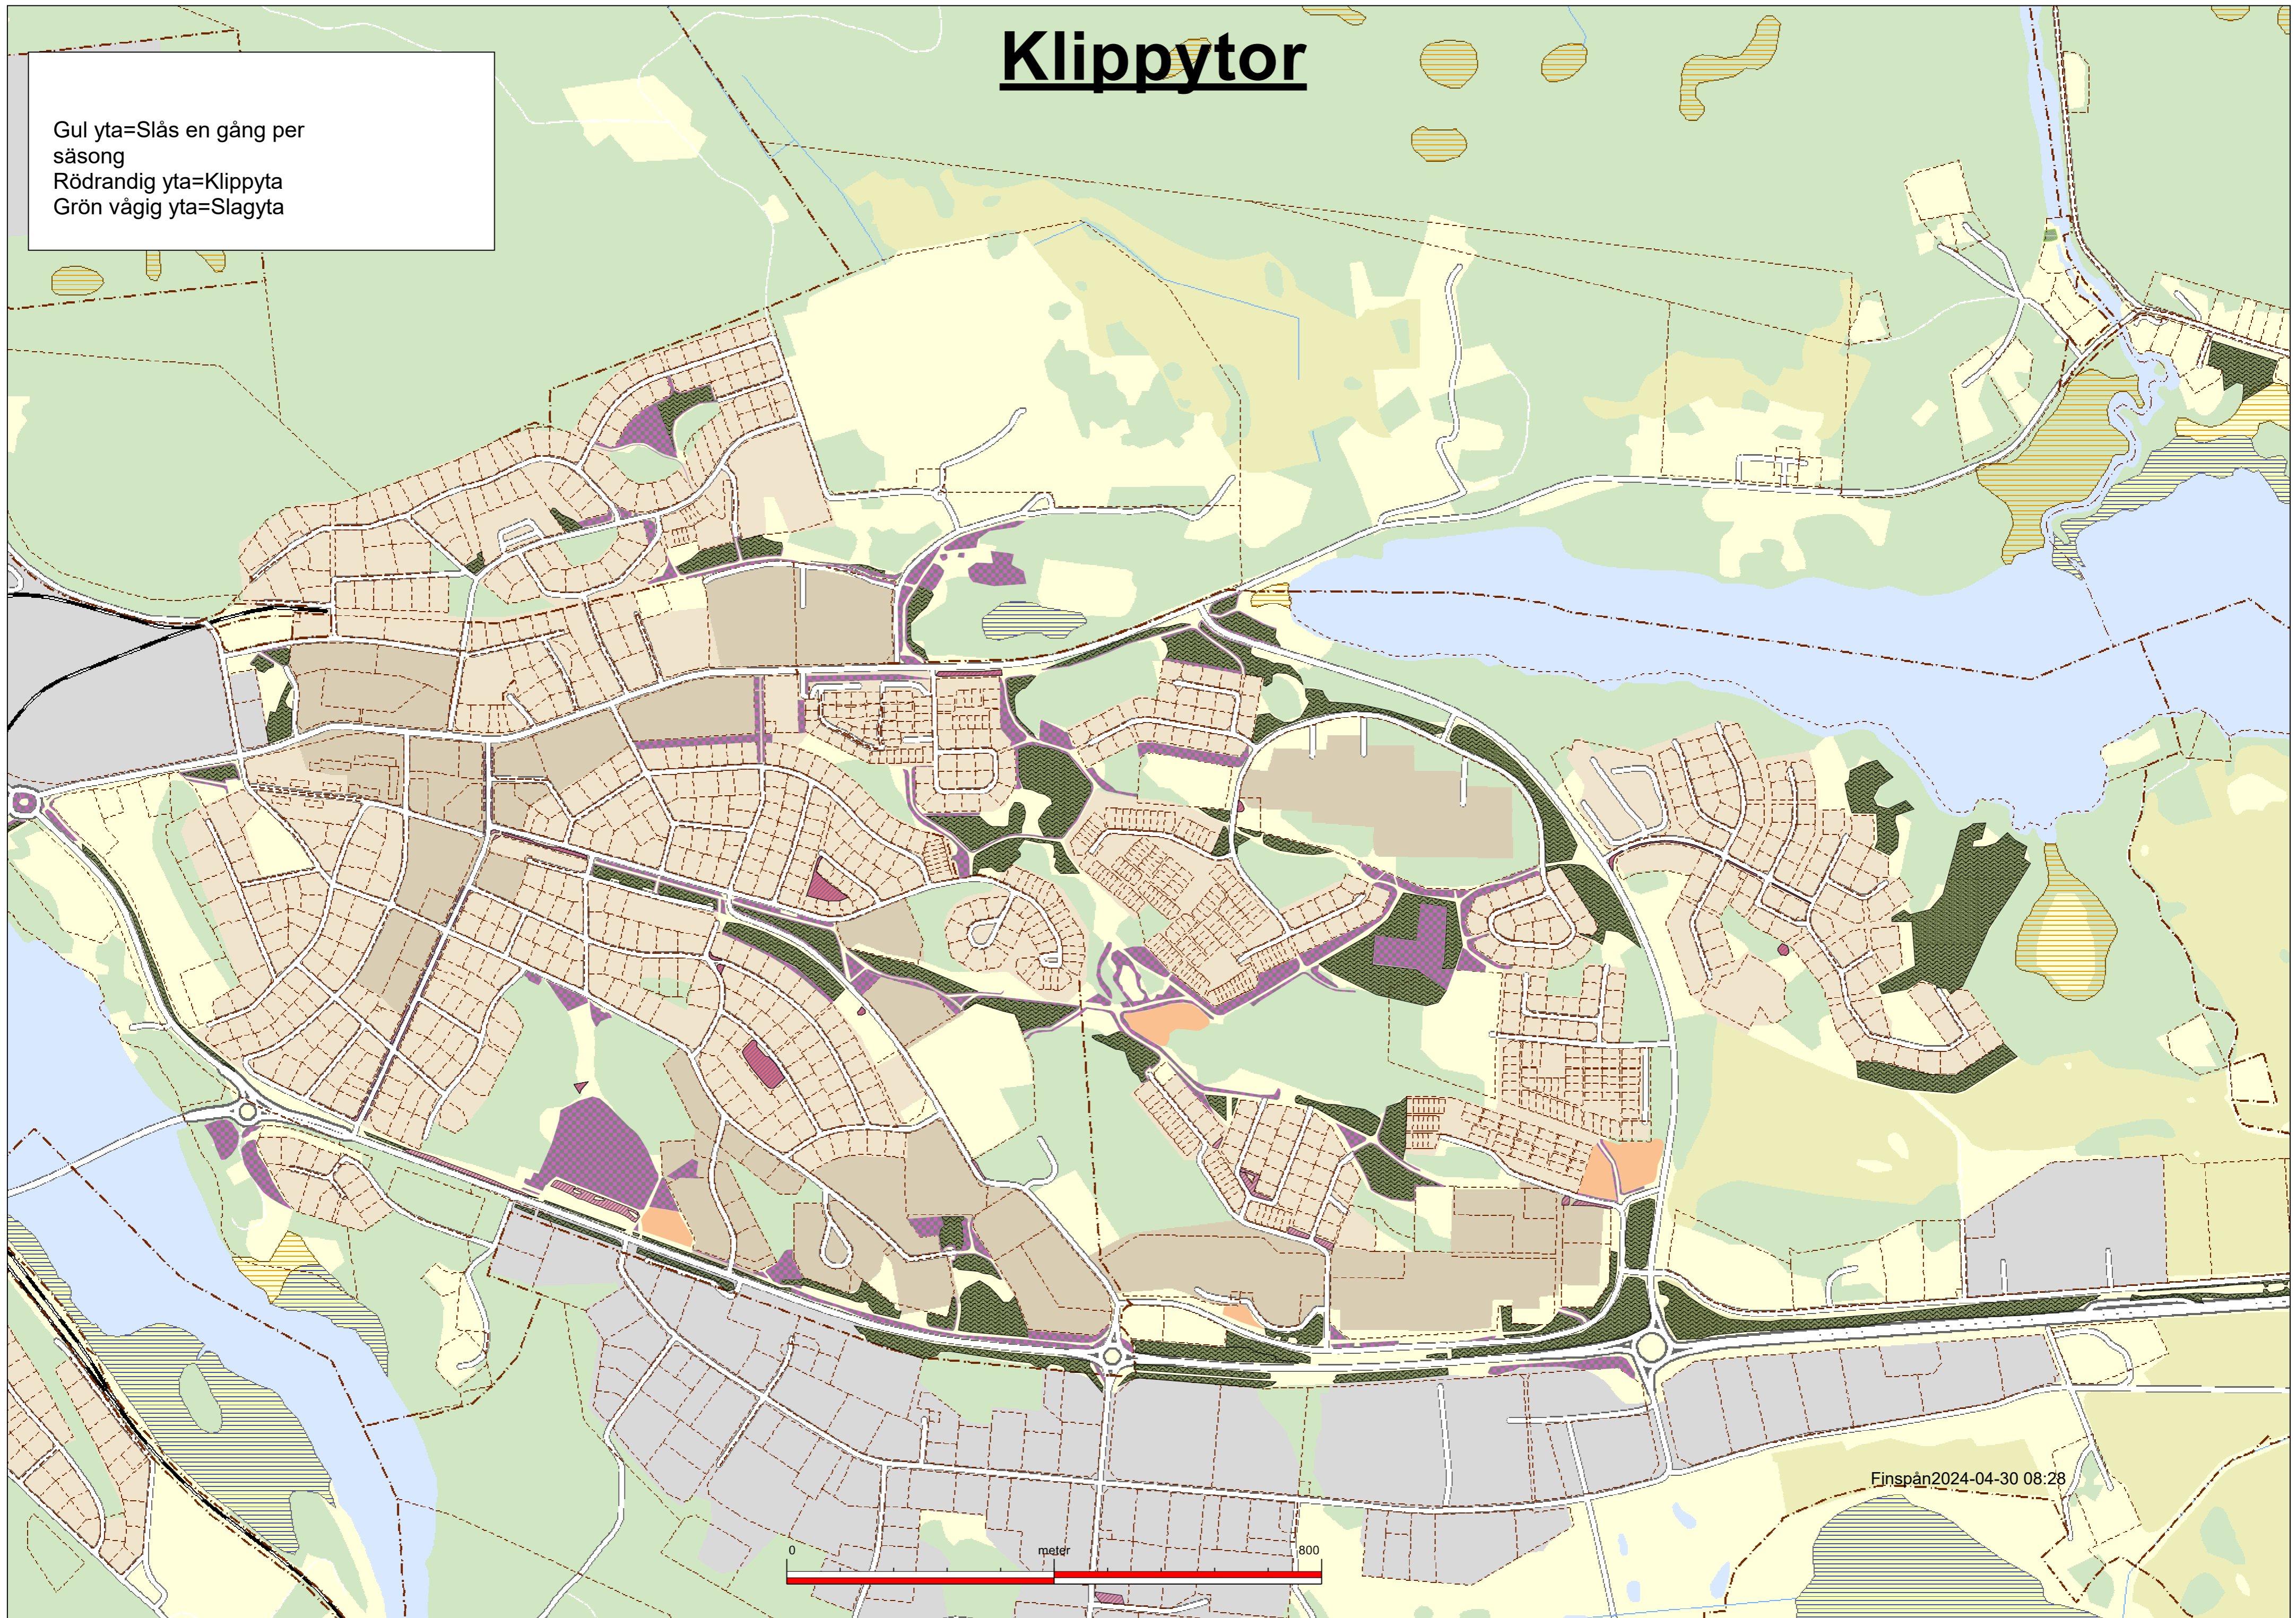 Klippytor
Gul yta=Slås en gång per
säsong
Rödrandig yta=Klippyta
Grön vågig yta=Slagyta
Finspån2024-04-30 08:28
0 meter 800